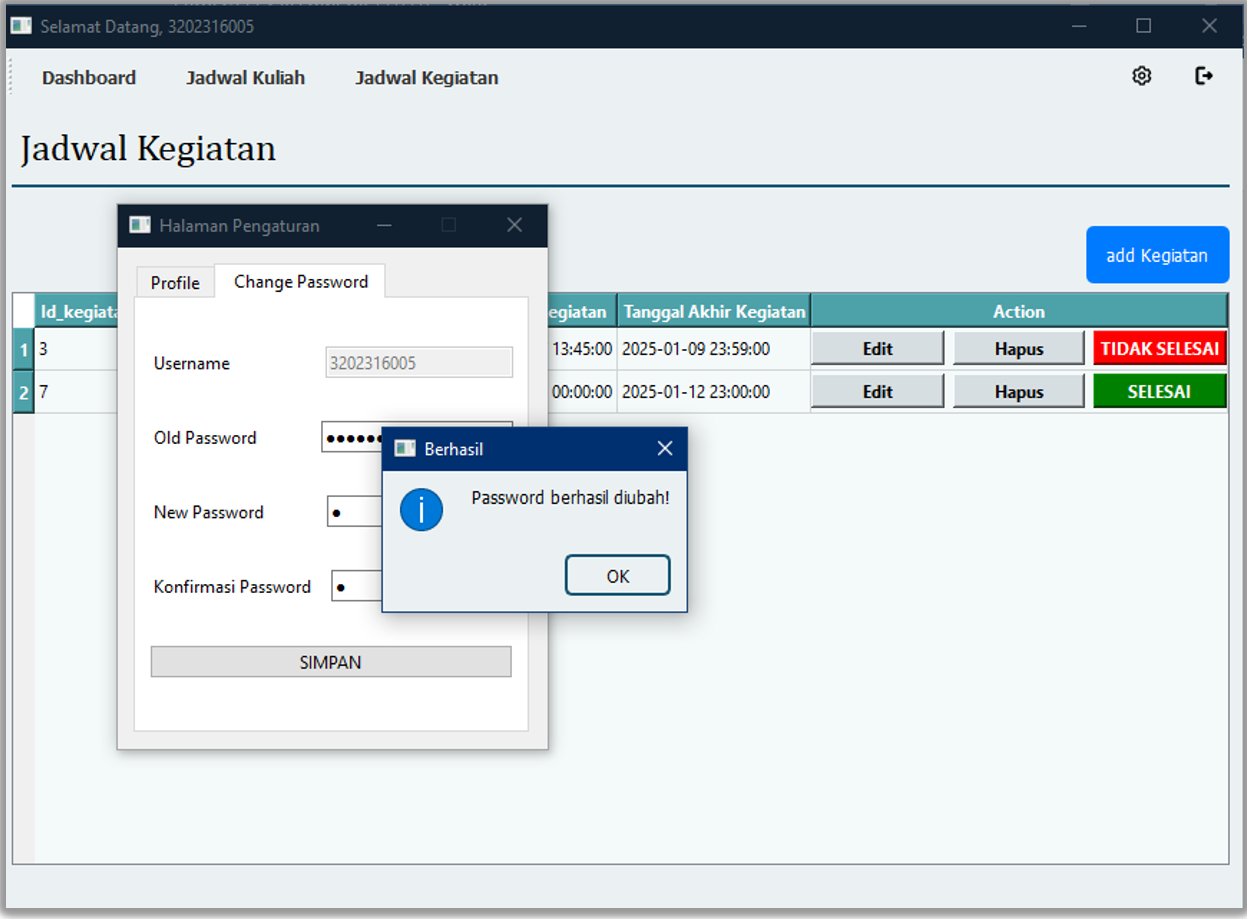 Selamat Datang, 3202316005
Dashboard Jadwal Kuliah Jadwal Kegiatan
Jadwal Kegiatan
add Kegiatan
Halaman Pengaturan
Profile Change Password
Id_kegiata egiatan Tanggal Akhir Kegiatan Action
1 3 13:45:00 2025-01-09 23:59:00 Edit Hapus TIDAK SELESAI
2 7 00:00:00 2025-01-12 23:00:00 Edit Hapus SELESAI
Username 3202316005
Old Password
New Password
Konfirmasi Password
SIMPAN
Berhasil
Password berhasil diubah!
OK